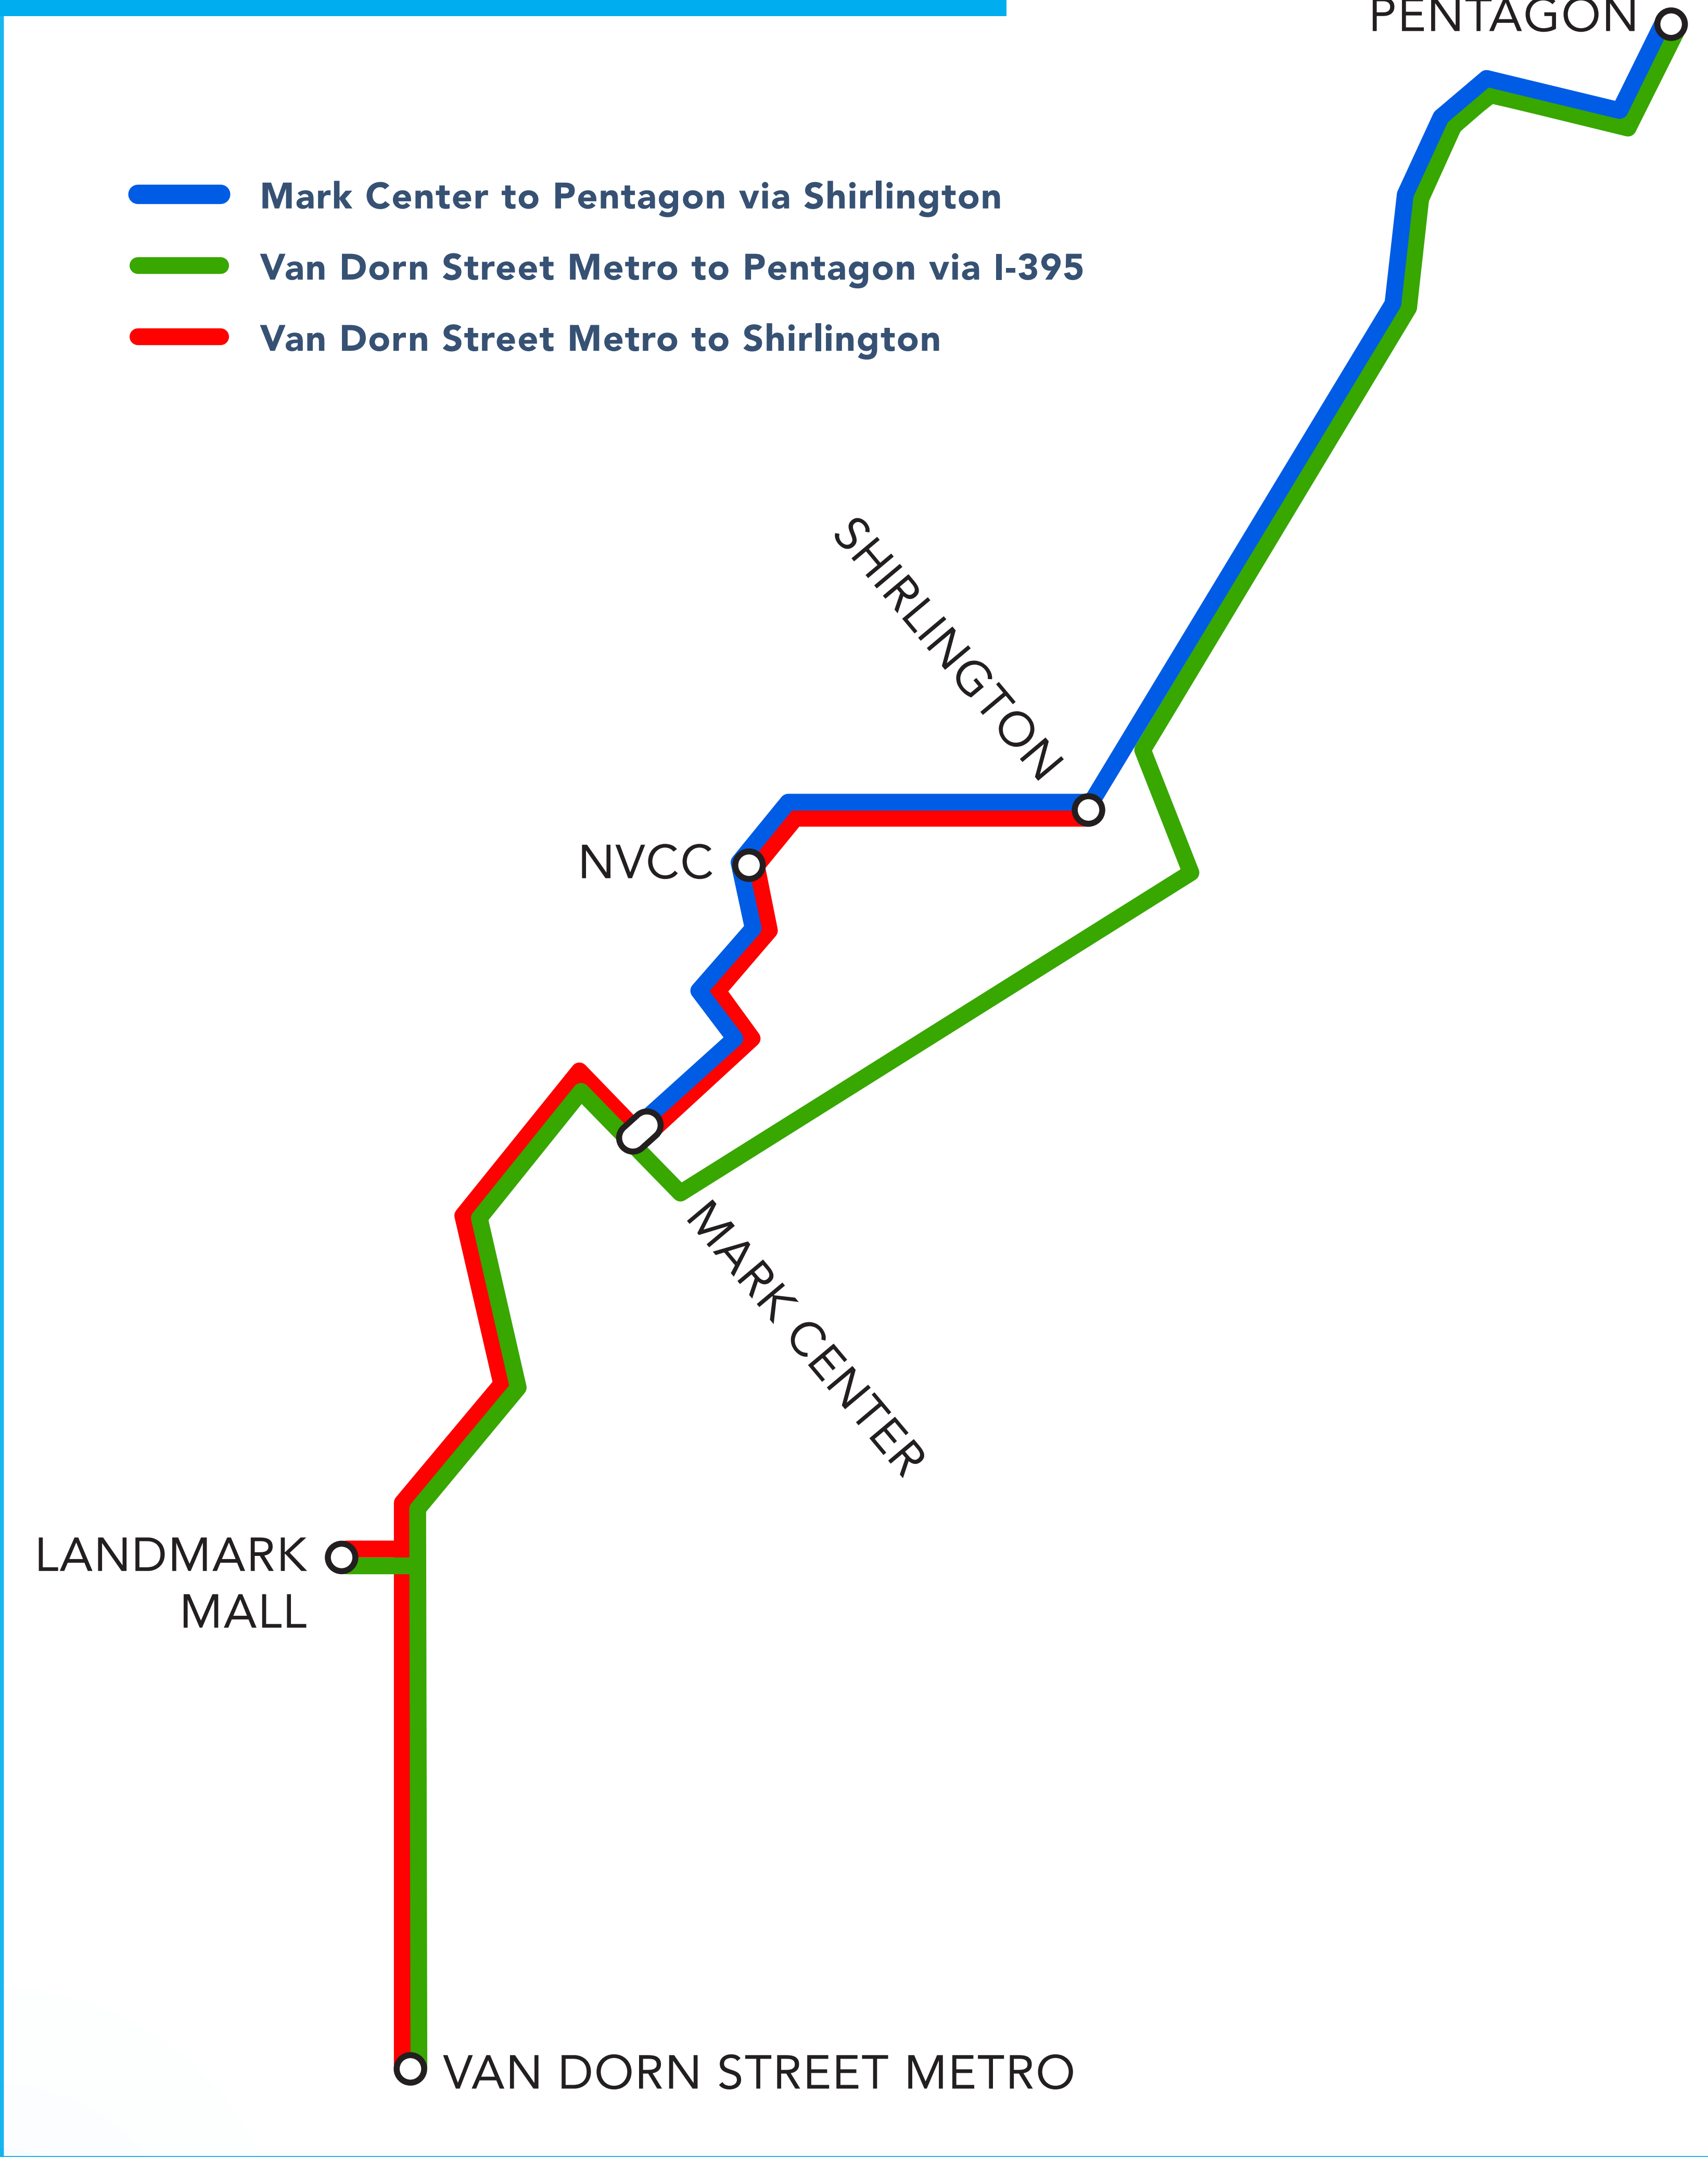 PENTAGON
Mark Center to Pentagon via Shirlington
Van Dorn Street Metro to Pentagon via I-395
Van Dorn Street Metro to Shirlington
SHIRLINGTON
NVCC
MARK CENTER
LANDMARK
MALL
VAN DORN STREET METRO